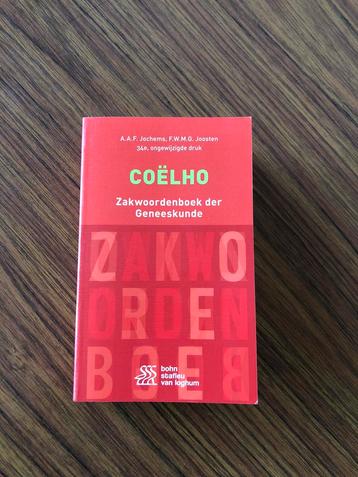 A.A.F. Jochems, F.W.M.G. Joosten
34e, ongewijzigde druk
COËLHO
Zakwoordenboek der
Geneeskunde
ZAKWO
ORDEN
BOEB
bohn
stafleu
van loghum